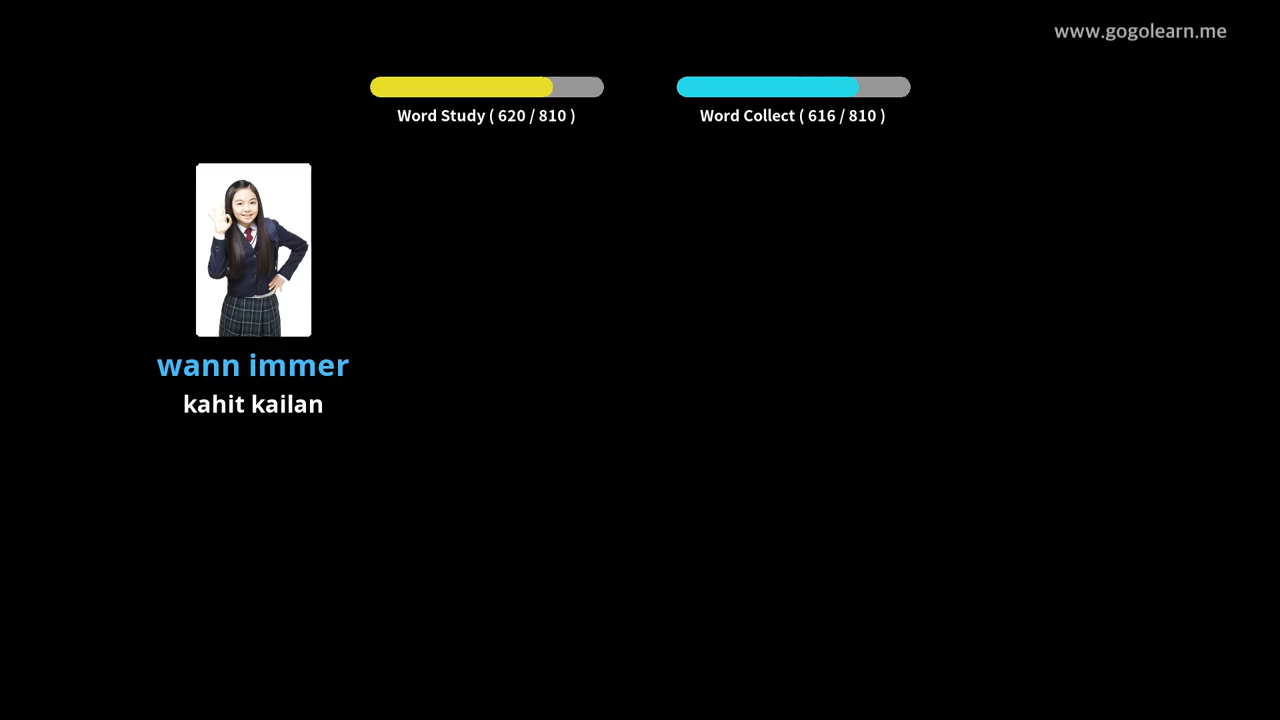 www.gogolearn.me
Word Study ( 620 / 810 )
Word Collect ( 616 / 810 )
wann immer
kahit kailan